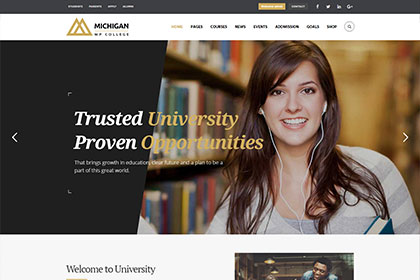 STUDENTS PARENTS APPLY ALUMNI
MICHIGAN
WP COLLEGE
HOME PAGES COURSES NEWS EVENTS ADDMISSION GOALS SHOP
Trusted University
Proven Opportunities
That brings growth in education, clear future and a plan to be a
part of this great world.
Welcome to University